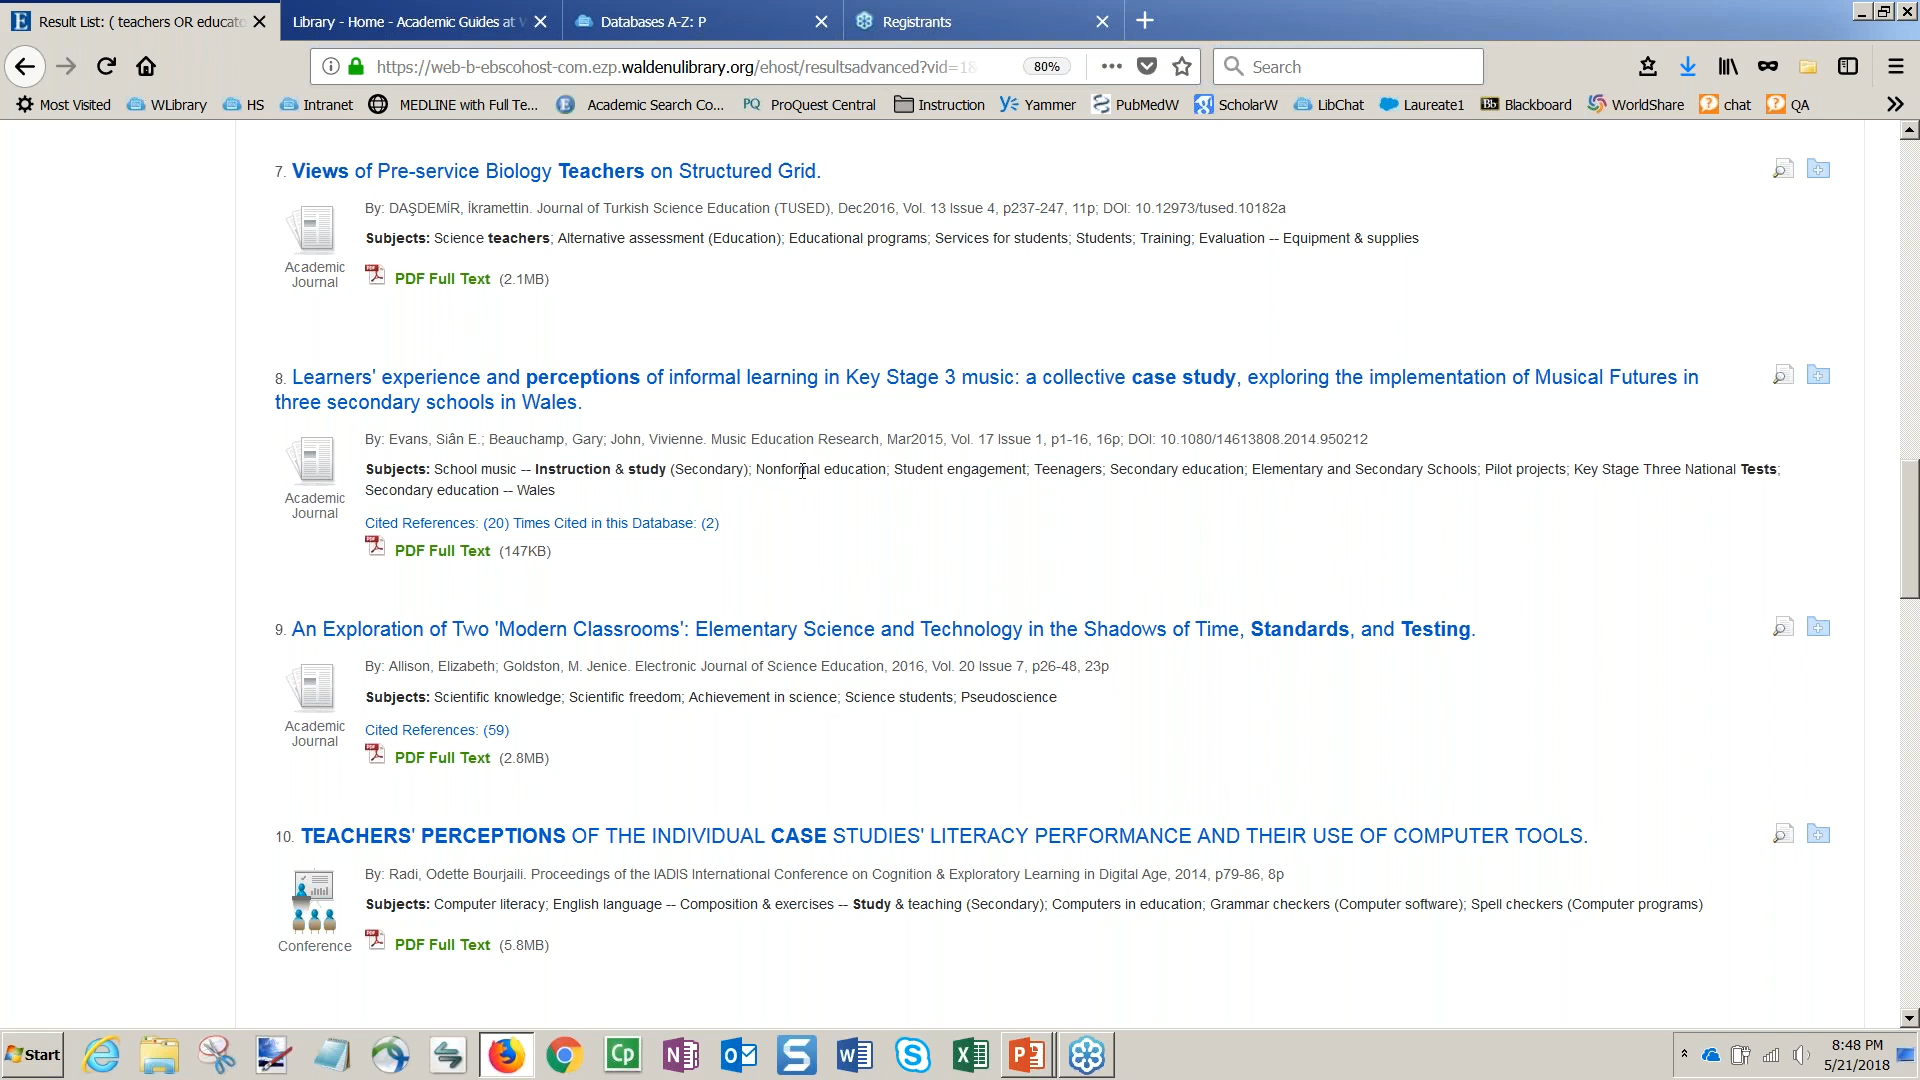 Result List: ( teachers OR educato
Library - Home - Academic Guides at W
Databases A-Z: P
Registrants
https://web-b-ebscohost-com.ezp.waldenulibrary.org/ehost/resultsadvanced?vid=18
80%
Search
Most Visited
WLibrary
HS
Intranet
MEDLINE with Full Te...
Academic Search Co...
PQ ProQuest Central
Instruction
Yammer
PubMedW
ScholarW
LibChat
Laureate1
Bb Blackboard
WorldShare
chat
QA
7. Views of Pre-service Biology Teachers on Structured Grid.
By: DAŞDEMİR, İkramettin. Journal of Turkish Science Education (TUSED), Dec2016, Vol. 13 Issue 4, p237-247, 11p; DOI: 10.12973/tused.10182a
Subjects: Science teachers; Alternative assessment (Education); Educational programs; Services for students; Students; Training; Evaluation -- Equipment & supplies
Academic
Journal
PDF Full Text (2.1MB)
8. Learners' experience and perceptions of informal learning in Key Stage 3 music: a collective case study, exploring the implementation of Musical Futures in
three secondary schools in Wales.
By: Evans, Siân E.; Beauchamp, Gary; John, Vivienne. Music Education Research, Mar2015, Vol. 17 Issue 1, p1-16, 16p; DOI: 10.1080/14613808.2014.950212
Subjects: School music -- Instruction & study (Secondary); Nonformal education; Student engagement; Teenagers; Secondary education; Elementary and Secondary Schools; Pilot projects; Key Stage Three National Tests;
Secondary education -- Wales
Academic
Journal
Cited References: (20) Times Cited in this Database: (2)
PDF Full Text (147KB)
9. An Exploration of Two 'Modern Classrooms': Elementary Science and Technology in the Shadows of Time, Standards, and Testing.
By: Allison, Elizabeth; Goldston, M. Jenice. Electronic Journal of Science Education, 2016, Vol. 20 Issue 7, p26-48, 23p
Subjects: Scientific knowledge; Scientific freedom; Achievement in science; Science students; Pseudoscience
Academic
Journal
Cited References: (59)
PDF Full Text (2.8MB)
10. TEACHERS' PERCEPTIONS OF THE INDIVIDUAL CASE STUDIES' LITERACY PERFORMANCE AND THEIR USE OF COMPUTER TOOLS.
By: Radi, Odette Bourjaili. Proceedings of the IADIS International Conference on Cognition & Exploratory Learning in Digital Age, 2014, p79-86, 8p
Subjects: Computer literacy; English language -- Composition & exercises -- Study & teaching (Secondary); Computers in education; Grammar checkers (Computer software); Spell checkers (Computer programs)
Conference
PDF Full Text (5.8MB)
Start
8:48 PM
5/21/2018